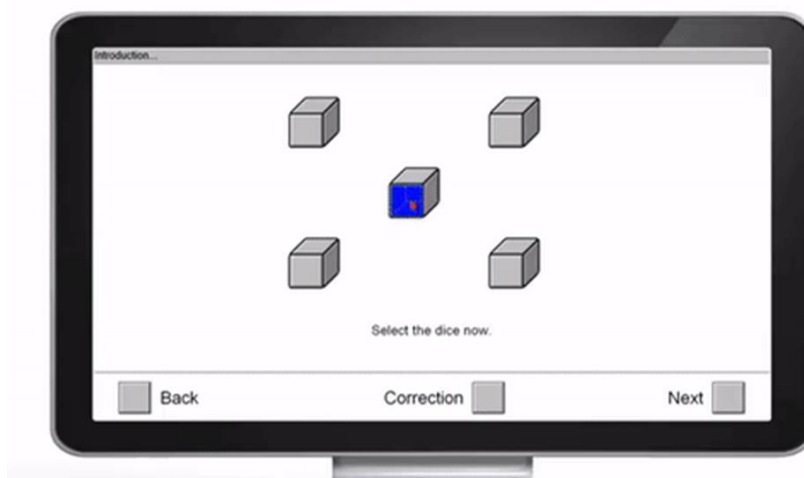 Introduction...
Select the dice now.
Back
Correction
Next